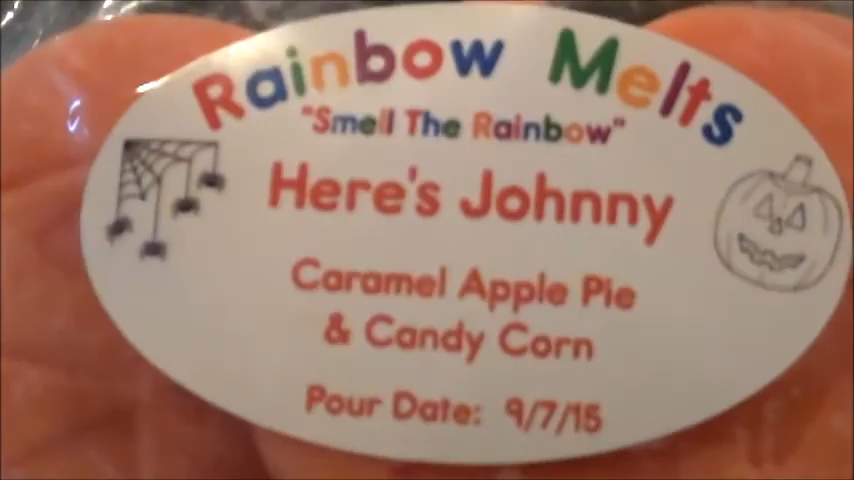 Rainbow Melts
"Smell The Rainbow"
Here's Johnny
Caramel Apple Pie
& Candy Corn
Pour Date: 9/7/15